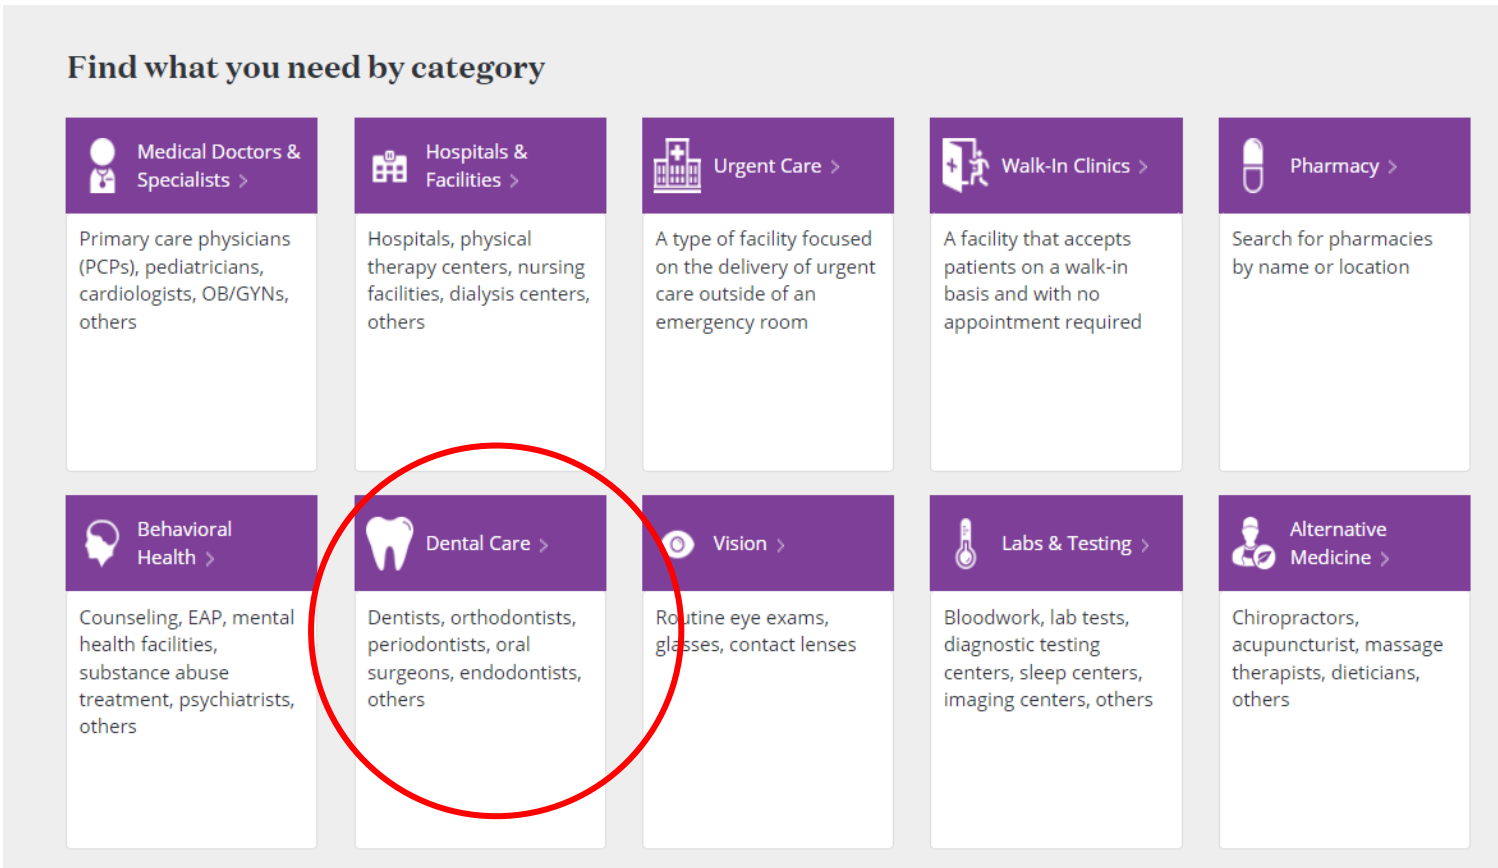 Find what you need by category
Medical Doctors &
Specialists >
Primary care physicians
(PCPs), pediatricians,
cardiologists, OB/GYNs,
others
Hospitals &
Facilities >
Hospitals, physical
therapy centers, nursing
facilities, dialysis centers,
others
Urgent Care >
A type of facility focused
on the delivery of urgent
care outside of an
emergency room
Walk-In Clinics >
A facility that accepts
patients on a walk-in
basis and with no
appointment required
Pharmacy >
Search for pharmacies
by name or location
Behavioral
Health >
Counseling, EAP, mental
health facilities,
substance abuse
treatment, psychiatrists,
others
Dental Care >
Dentists, orthodontists,
periodontists, oral
surgeons, endodontists,
others
Vision >
Routine eye exams,
glasses, contact lenses
Labs & Testing >
Bloodwork, lab tests,
diagnostic testing
centers, sleep centers,
imaging centers, others
Alternative
Medicine >
Chiropractors,
acupuncturist, massage
therapists, dieticians,
others